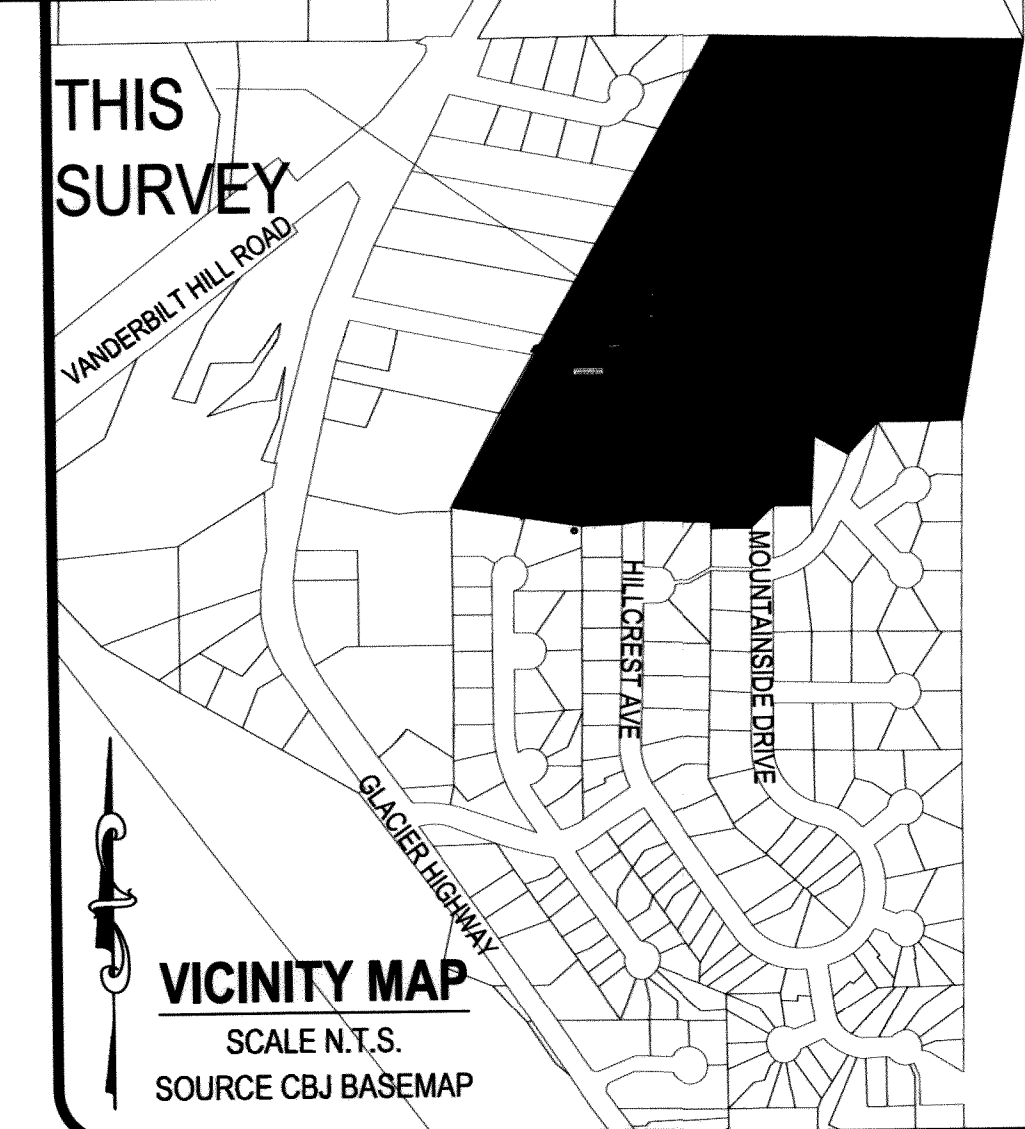 THIS
SURVEY
VANDERBILT HILL ROAD
HILLCREST AVE
MOUNTAINSIDE DRIVE
GLACIER HIGHWAY
VICINITY MAP
SCALE N.T.S.
SOURCE CBJ BASEMAP